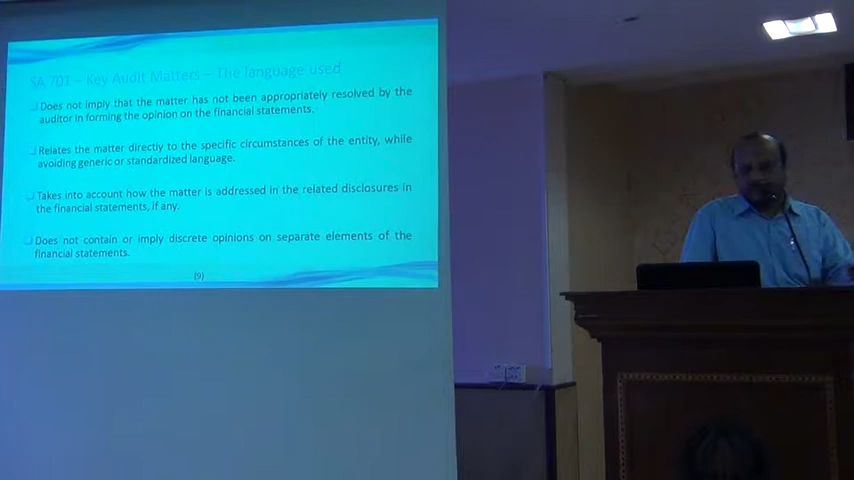 SA 701 – Key Audit Matters – The language used
Does not imply that the matter has not been appropriately resolved by the
auditor in forming the opinion on the financial statements.
Relates the matter directly to the specific circumstances of the entity, while
avoiding generic or standardized language.
Takes into account how the matter is addressed in the related disclosures in
the financial statements, if any.
Does not contain or imply discrete opinions on separate elements of the
financial statements.
(9)